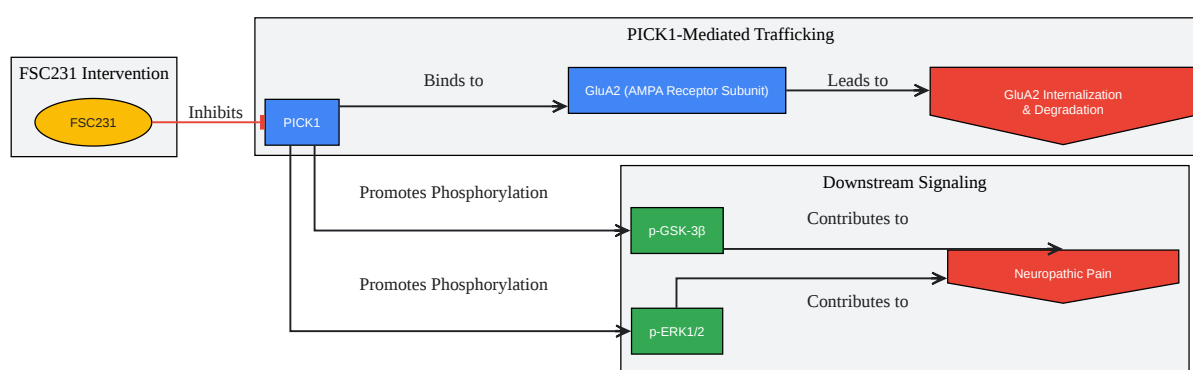 PICK1-Mediated Trafficking
FSC231 Intervention
Binds to
GluA2 (AMPA Receptor Subunit)
Leads to
GluA2 Internalization
& Degradation
FSC231
Inhibits
PICK1
Downstream Signaling
Promotes Phosphorylation
p-GSK-3β
Contributes to
Neuropathic Pain
Promotes Phosphorylation
Contributes to
p-ERK1/2